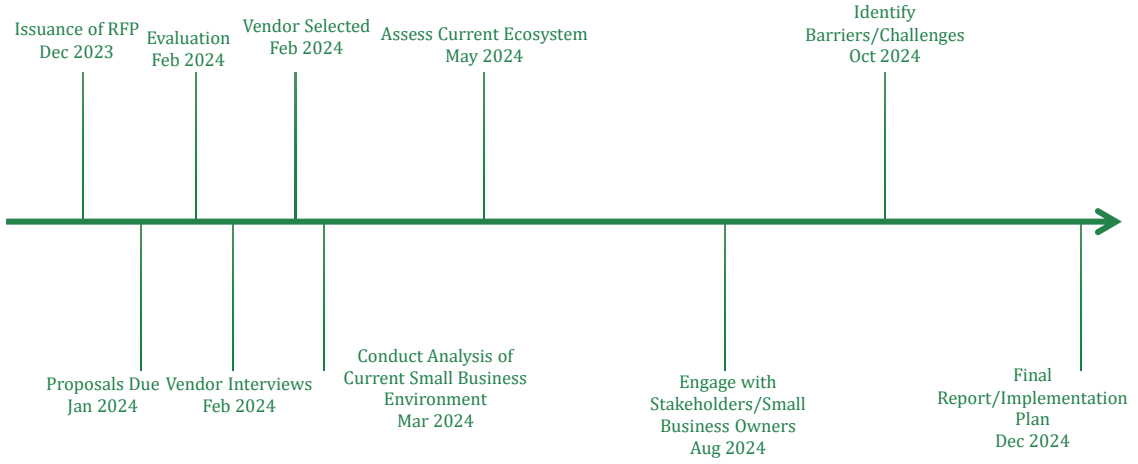 Issuance of RFP
Dec 2023
Evaluation
Feb 2024
Vendor Selected
Feb 2024
Assess Current Ecosystem
May 2024
Identify
Barriers/Challenges
Oct 2024
Proposals Due
Jan 2024
Vendor Interviews
Feb 2024
Conduct Analysis of
Current Small Business
Environment
Mar 2024
Engage with
Stakeholders/Small
Business Owners
Aug 2024
Final
Report/Implementation
Plan
Dec 2024